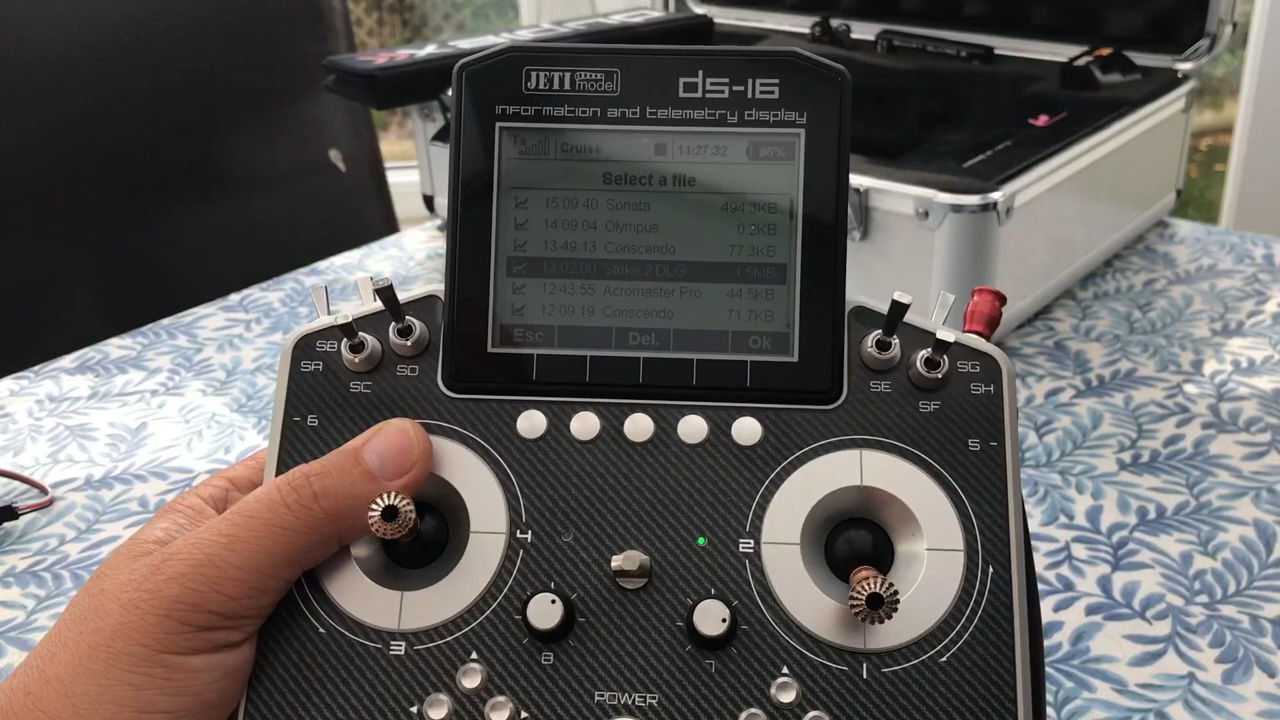 JETI model ds-16
information and telemetry display
Tx Cruise 11:27:32 96%
Select a file
15:09:40 Sonata 494.3KB
14:09:04 Olympus 0.2KB
13:49:13 Conscendo 77.3KB
13:02:00 Strike 2 DLG 1.5MB
12:43:55 Acromaster Pro 44.5KB
12:09:19 Conscendo 71.7KB
Esc Del. Ok
SB
SA
SC
SD
SE
SF
SG
SH
- 6
5 -
4
2
3
1
8
7
POWER